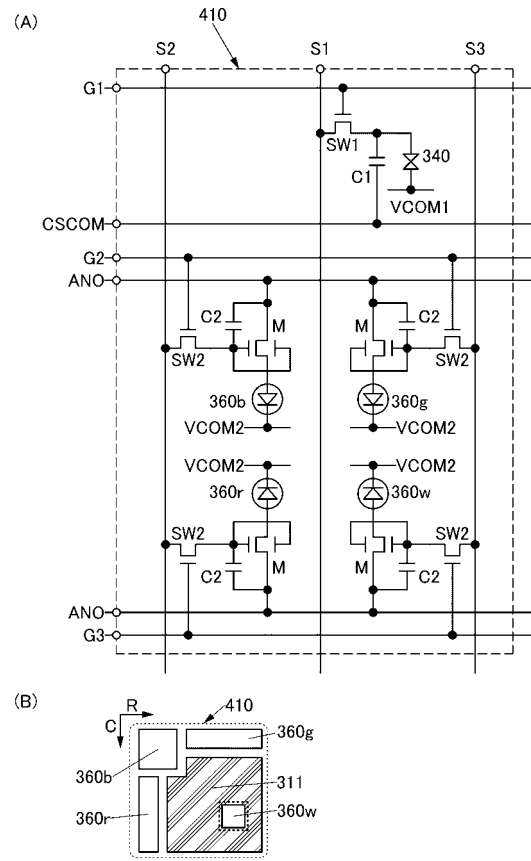 (A)
410
S2 S1 S3
G1
SW1 340
C1
VCOM1
CSCOM
G2
ANO
C2 M M C2
SW2 SW2
360b 360g
VCOM2 VCOM2
VCOM2 VCOM2
360r 360w
SW2 SW2
C2 M M C2
ANO
G3
(B)
410
R
C
360g
360b
311
360r 360w